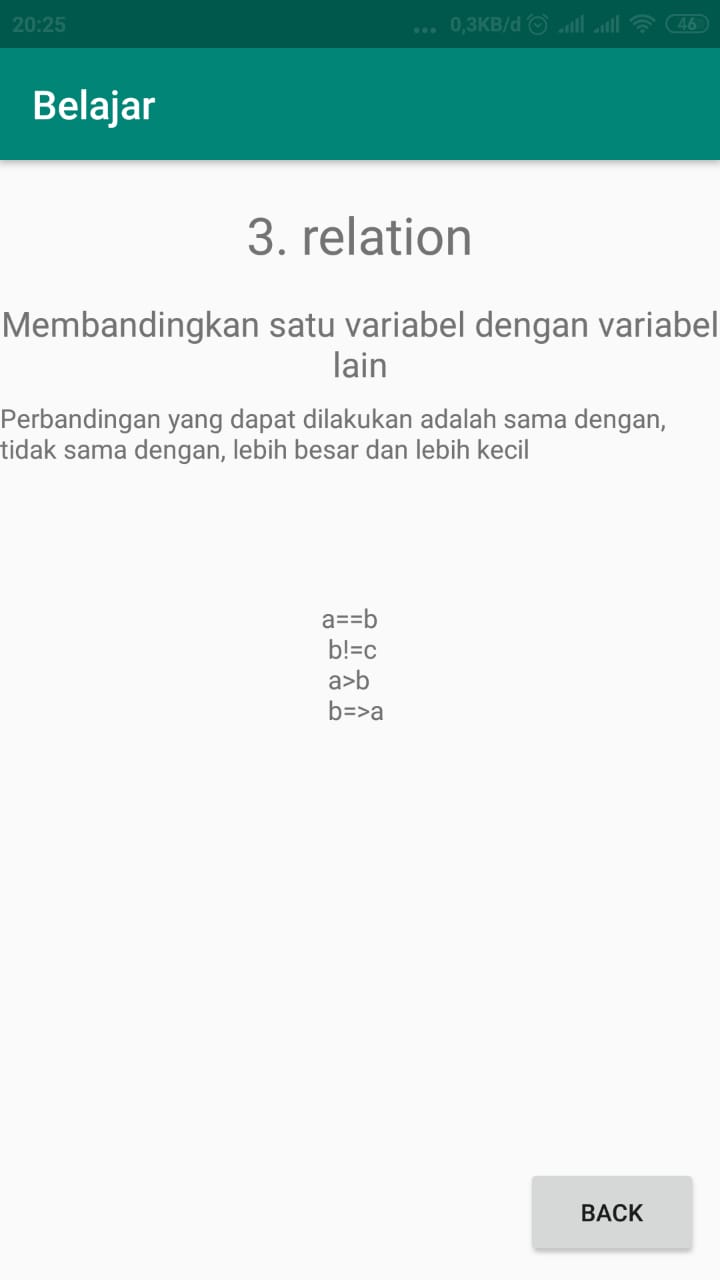 20:25
... 0,3KB/d 46
Belajar
3. relation
Membandingkan satu variabel dengan variabel
lain
Perbandingan yang dapat dilakukan adalah sama dengan,
tidak sama dengan, lebih besar dan lebih kecil
a==b
b!=c
a>b
b=>a
BACK